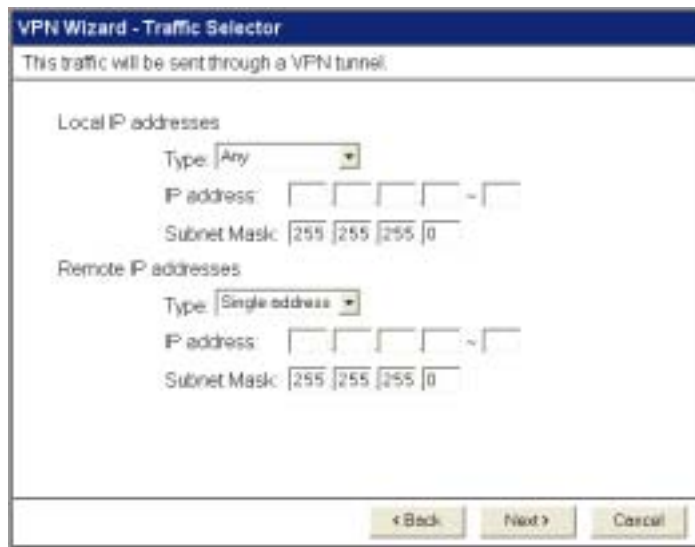 VPN Wizard - Traffic Selector
This traffic will be sent through a VPN tunnel.
Local IP addresses
Type: Any
IP address: . . . ~
Subnet Mask: 255 .255 .255 .0
Remote IP addresses
Type: Single address
IP address: . . . ~
Subnet Mask: 255 .255 .255 .0
< Back Next > Cancel